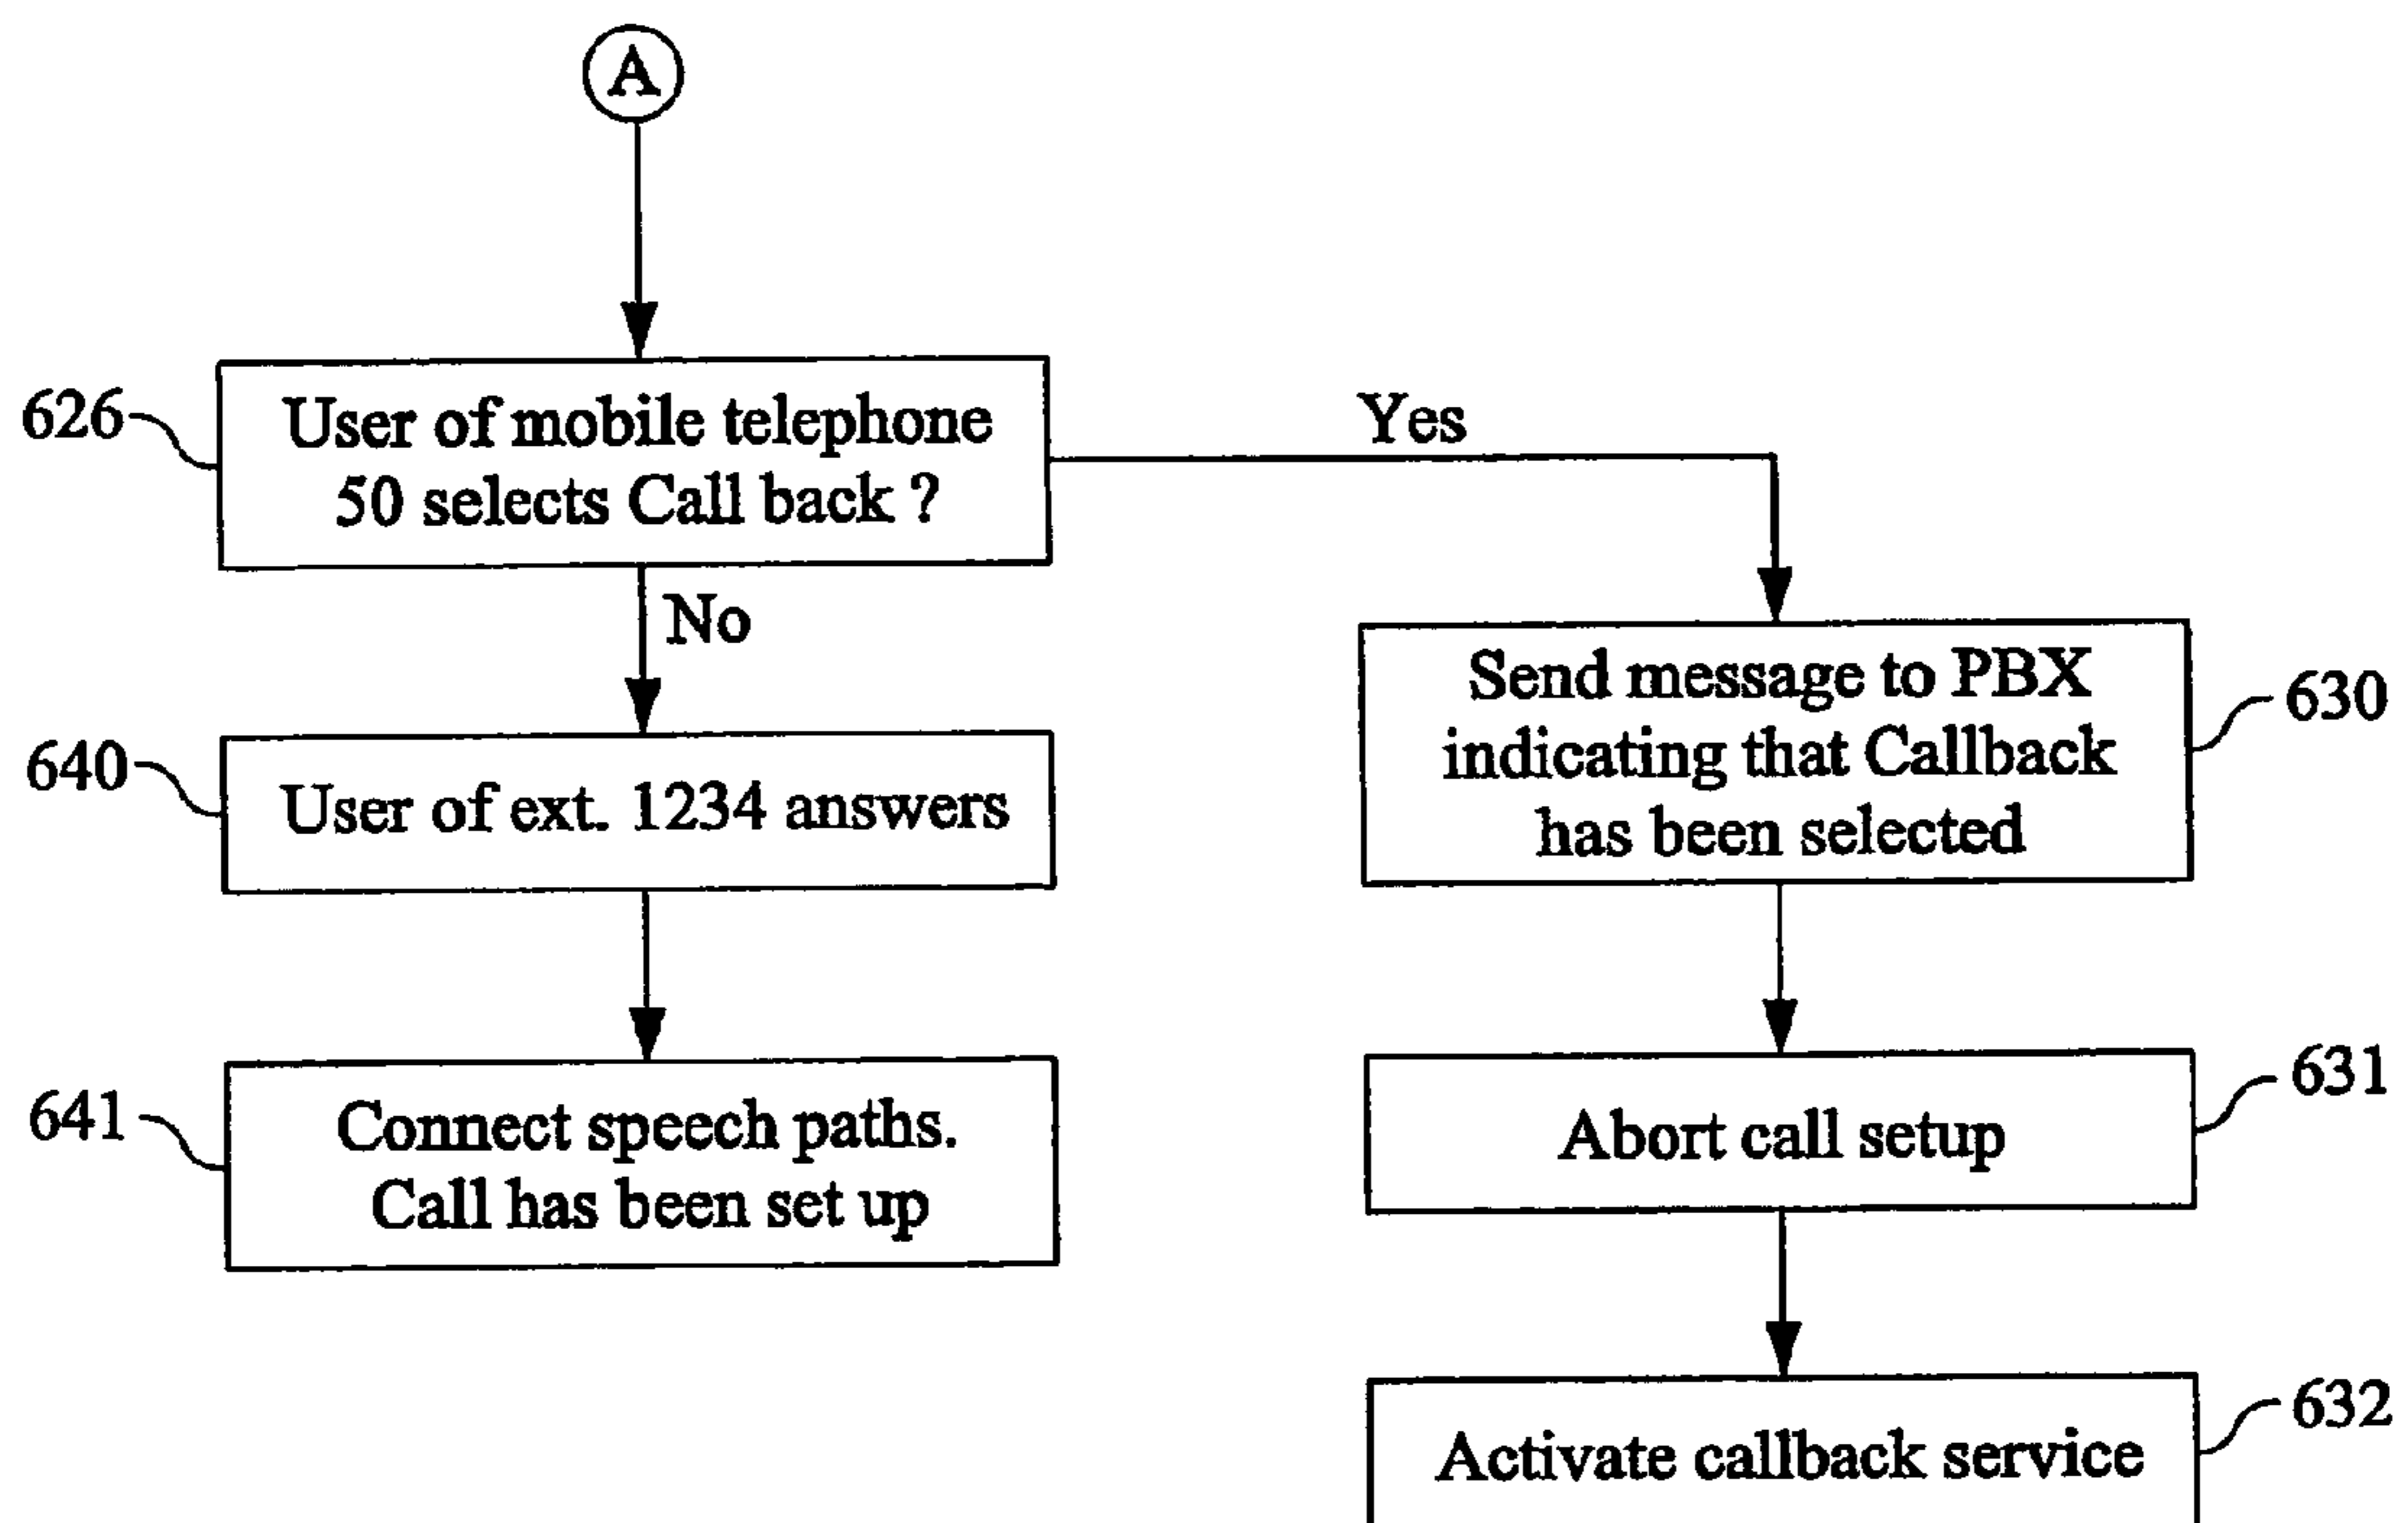 A
626
User of mobile telephone
50 selects Call back ?
Yes
No
Send message to PBX
indicating that Callback
has been selected
630
640
User of ext. 1234 answers
631
Abort call setup
641
Connect speech paths.
Call has been set up
632
Activate callback service